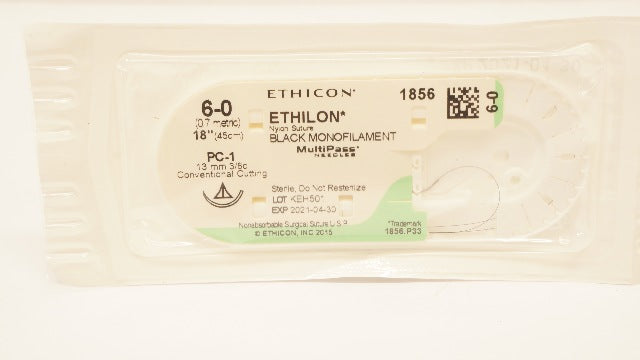 ETHICON*
1856
6-0
6-0
(0.7 metric)
18" (45cm)
ETHILON*
Nylon Suture
BLACK MONOFILAMENT
MultiPass*
NEEDLES
PC-1
13 mm 3/8c
Conventional Cutting
Sterile, Do Not Resterilize
LOT KEH501
EXP 2021-04-30
Nonabsorbable Surgical Suture U.S.P.
© ETHICON, INC 2015
*Trademark
1856.P33